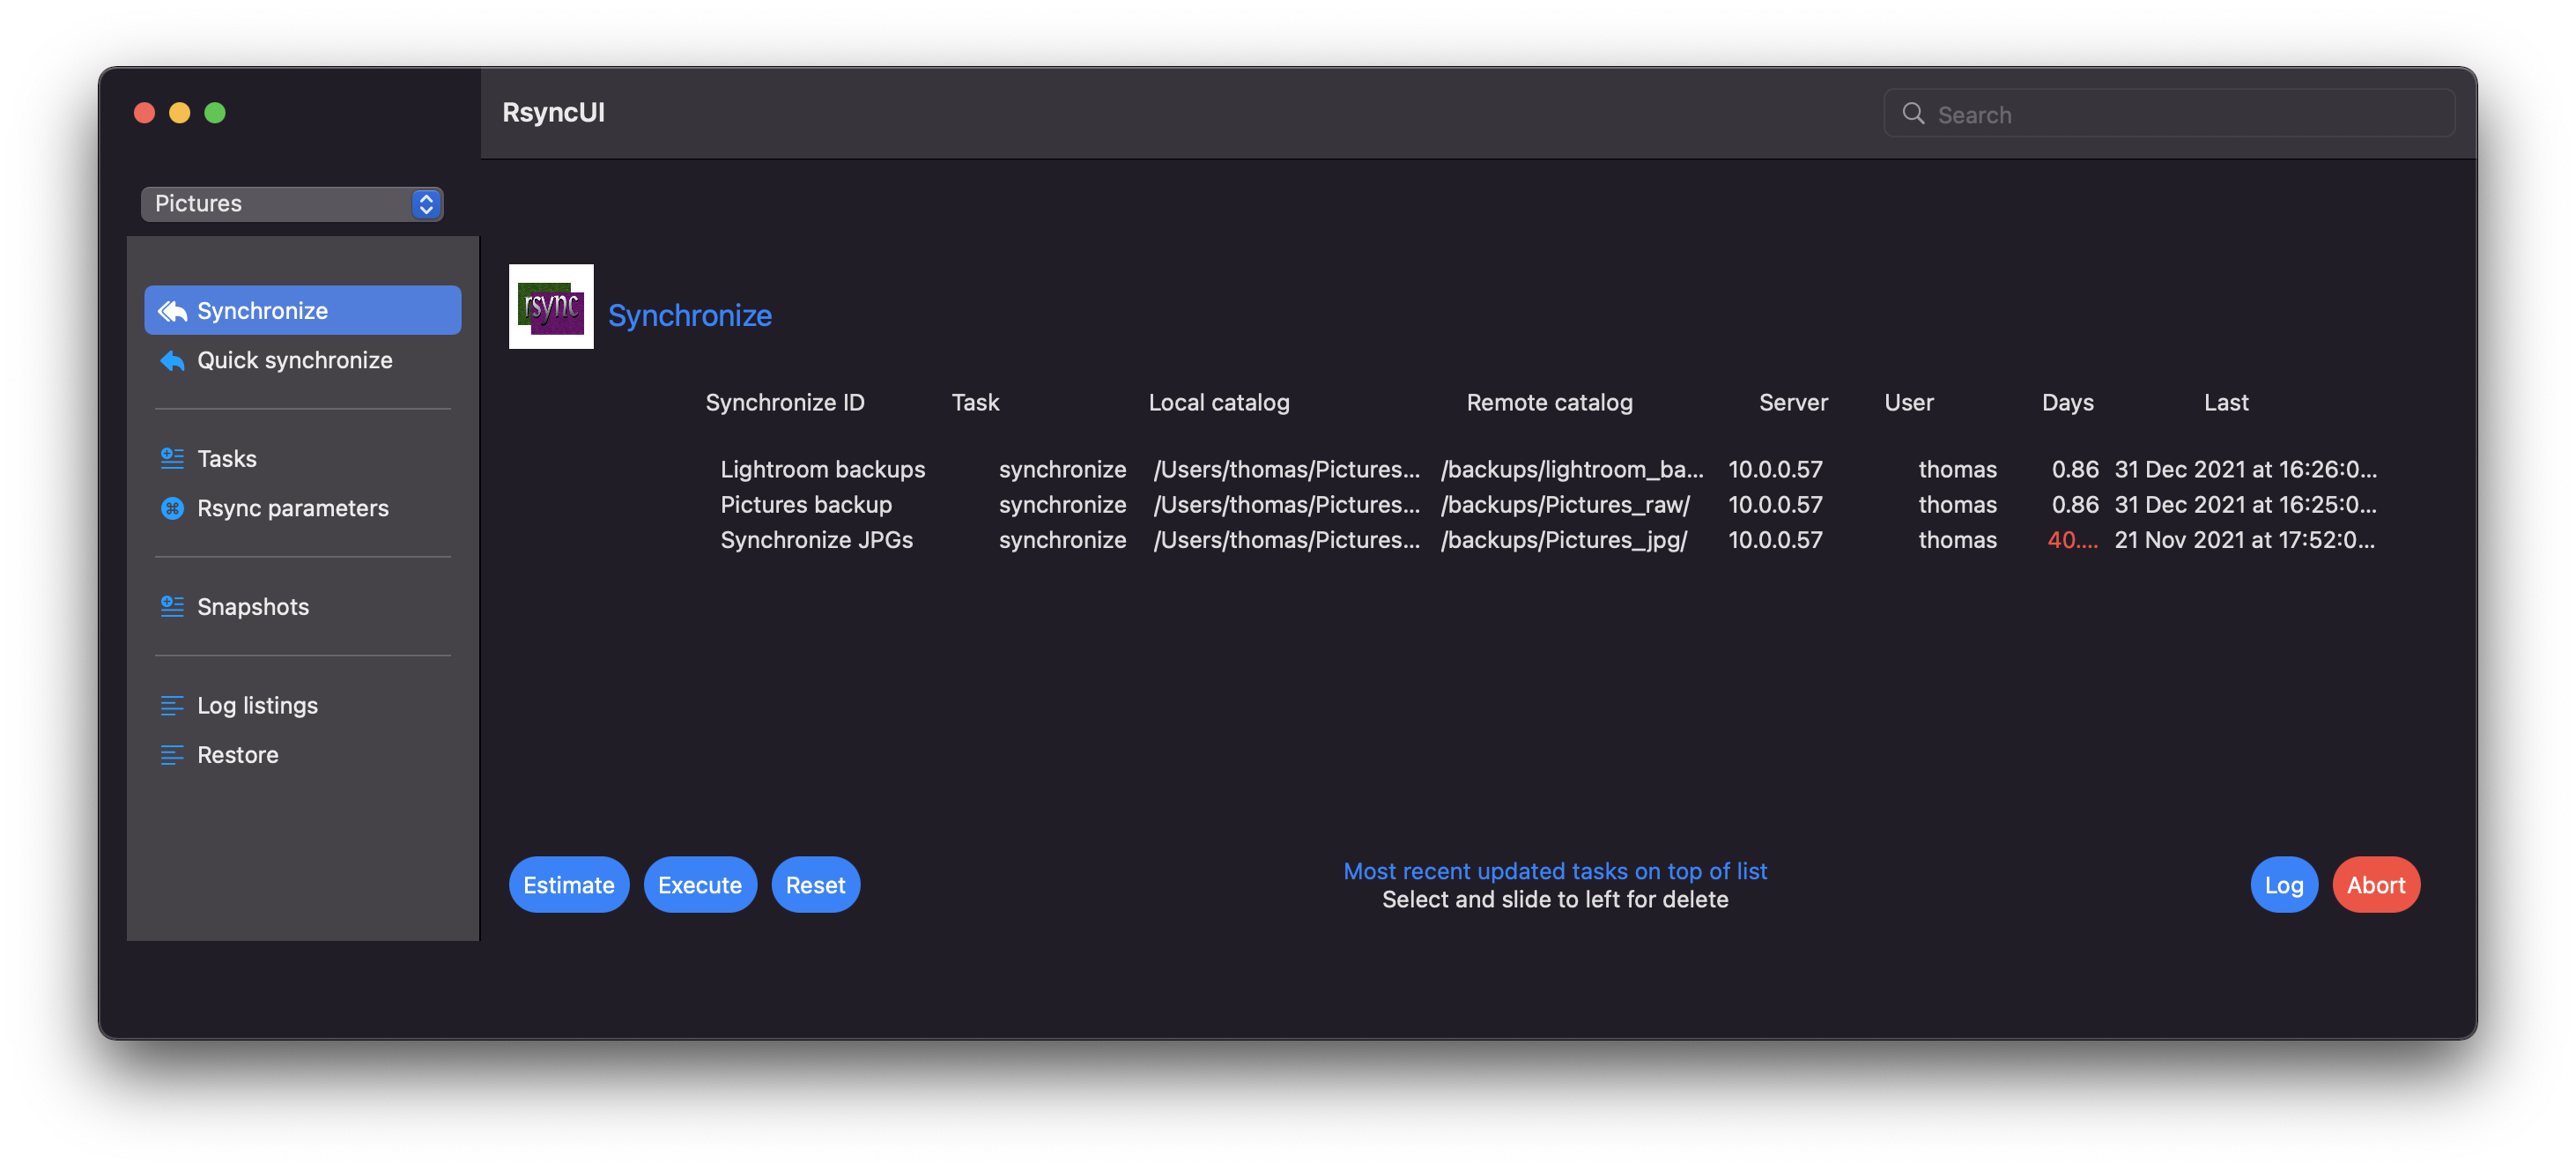 RsyncUI
Search
Pictures
Synchronize
Quick synchronize
Tasks
Rsync parameters
Snapshots
Log listings
Restore
rsync
Synchronize
Synchronize ID Task Local catalog Remote catalog Server User Days Last
Lightroom backups synchronize /Users/thomas/Pictures... /backups/lightroom_ba... 10.0.0.57 thomas 0.86 31 Dec 2021 at 16:26:0...
Pictures backup synchronize /Users/thomas/Pictures... /backups/Pictures_raw/ 10.0.0.57 thomas 0.86 31 Dec 2021 at 16:25:0...
Synchronize JPGs synchronize /Users/thomas/Pictures... /backups/Pictures_jpg/ 10.0.0.57 thomas 40.... 21 Nov 2021 at 17:52:0...
Estimate Execute Reset
Most recent updated tasks on top of list
Select and slide to left for delete
Log Abort